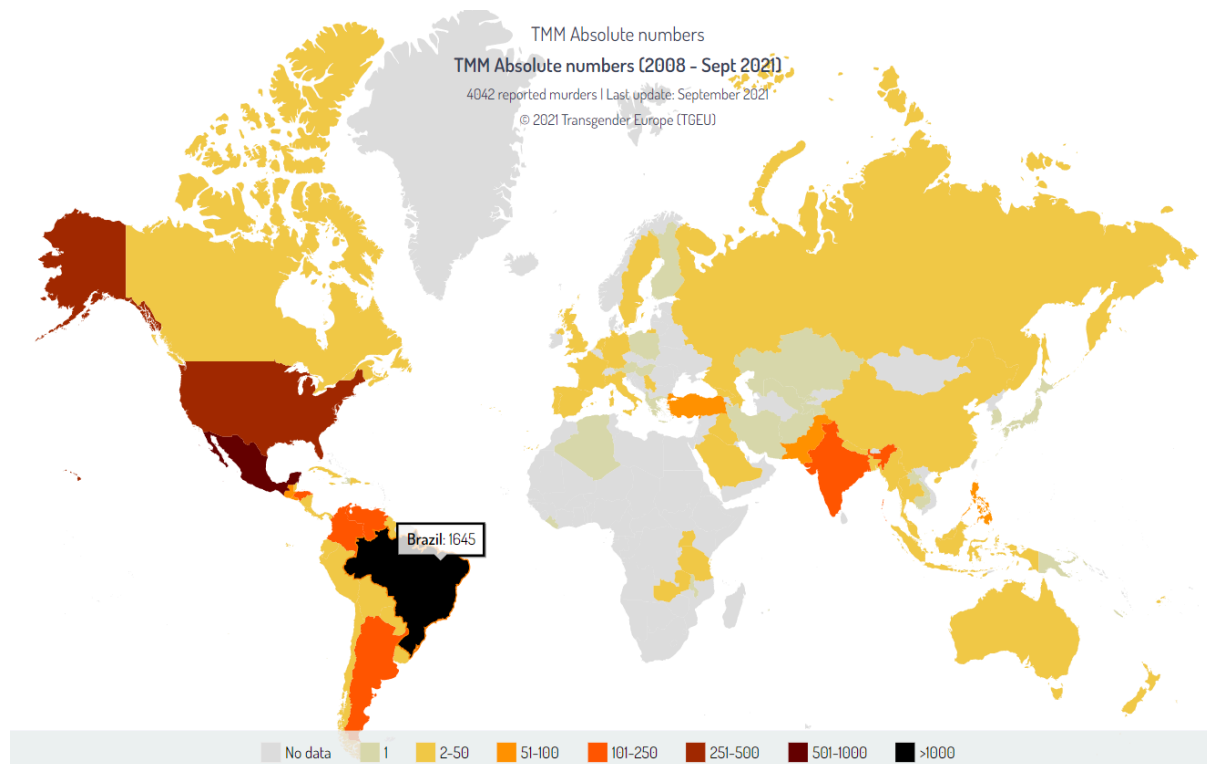 TMM Absolute numbers
TMM Absolute numbers (2008 - Sept 2021)
4042 reported murders | Last update: September 2021
© 2021 Transgender Europe (TGEU)
Brazil: 1645
No data 1 2-50 51-100 101-250 251-500 501-1000 >1000